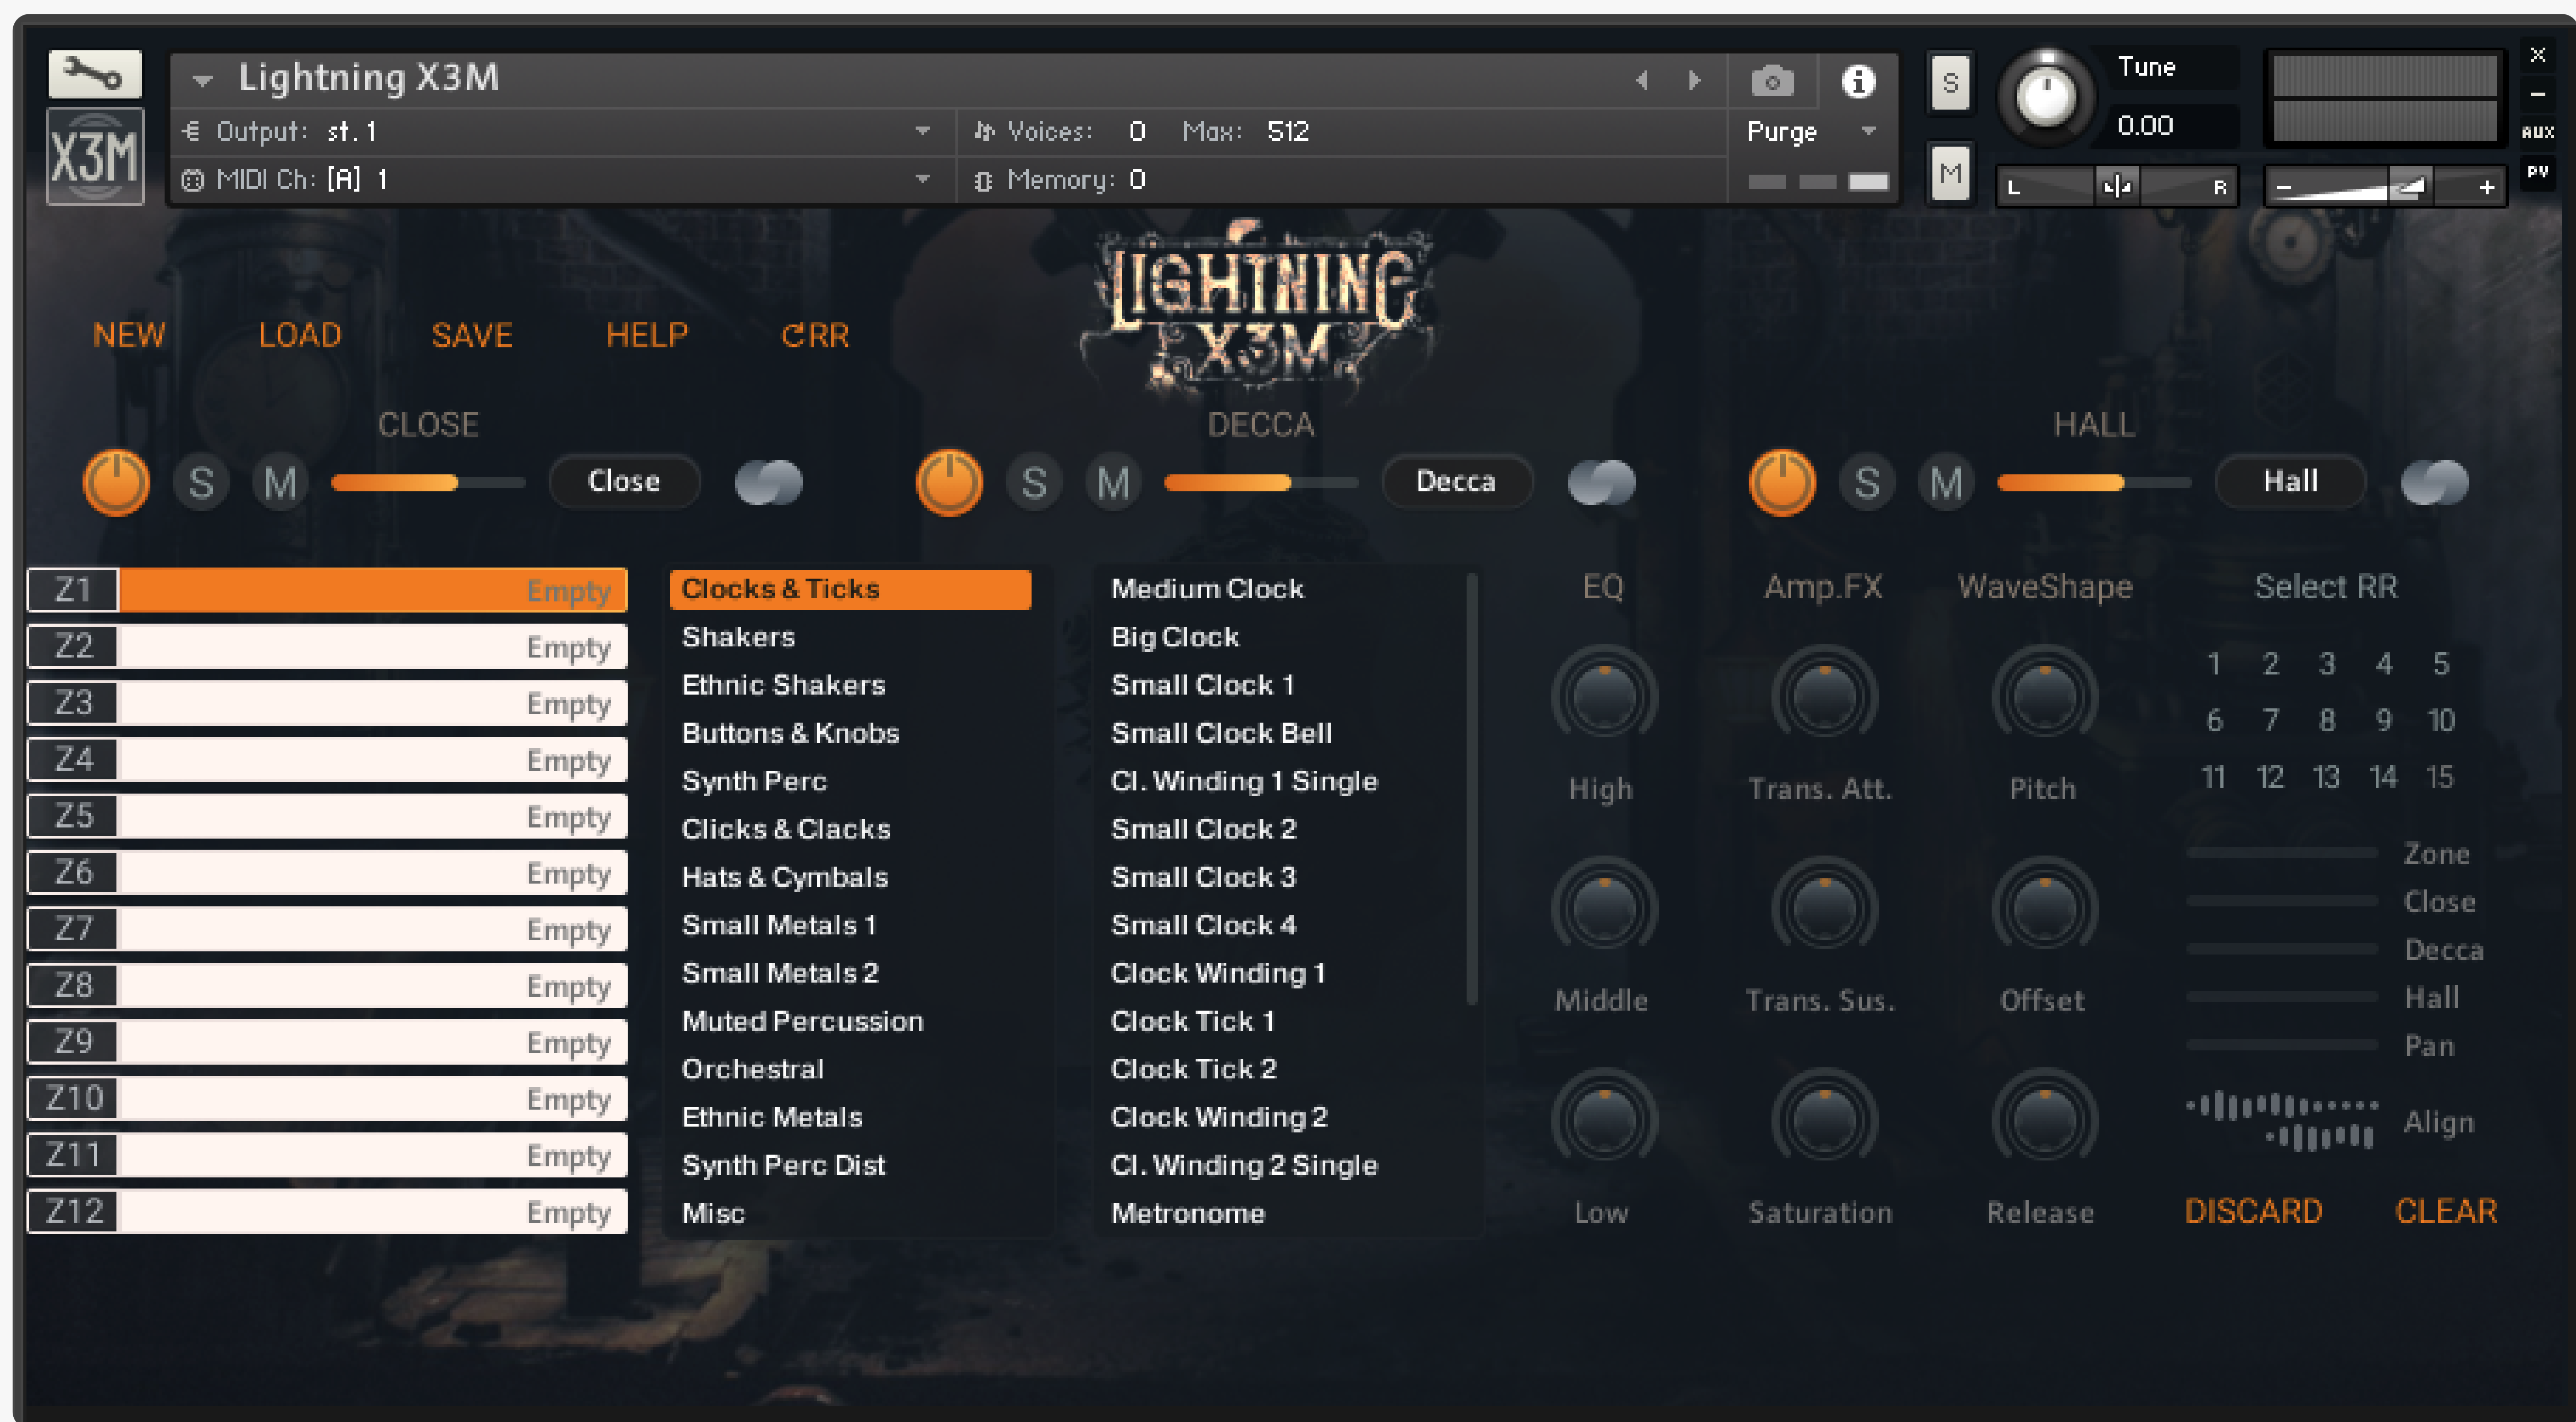 Lightning X3M
S
Tune
X
–
X3M
Output: st. 1
Voices: 0 Max: 512
Purge
0.00
AUX
MIDI Ch: [A] 1
Memory: 0
M
L R
– +
PV
LIGHTNING
X3M
NEW LOAD SAVE HELP RR
CLOSE DECCA HALL
S M Close S M Decca S M Hall
Z1 Empty
Z2 Empty
Z3 Empty
Z4 Empty
Z5 Empty
Z6 Empty
Z7 Empty
Z8 Empty
Z9 Empty
Z10 Empty
Z11 Empty
Z12 Empty
Clocks & Ticks
Shakers
Ethnic Shakers
Buttons & Knobs
Synth Perc
Clicks & Clacks
Hats & Cymbals
Small Metals 1
Small Metals 2
Muted Percussion
Orchestral
Ethnic Metals
Synth Perc Dist
Misc
Medium Clock
Big Clock
Small Clock 1
Small Clock Bell
Cl. Winding 1 Single
Small Clock 2
Small Clock 3
Small Clock 4
Clock Winding 1
Clock Tick 1
Clock Tick 2
Clock Winding 2
Cl. Winding 2 Single
Metronome
EQ Amp.FX WaveShape
High Trans. Att. Pitch
Middle Trans. Sus. Offset
Low Saturation Release
Select RR
1 2 3 4 5
6 7 8 9 10
11 12 13 14 15
Zone
Close
Decca
Hall
Pan
Align
DISCARD CLEAR